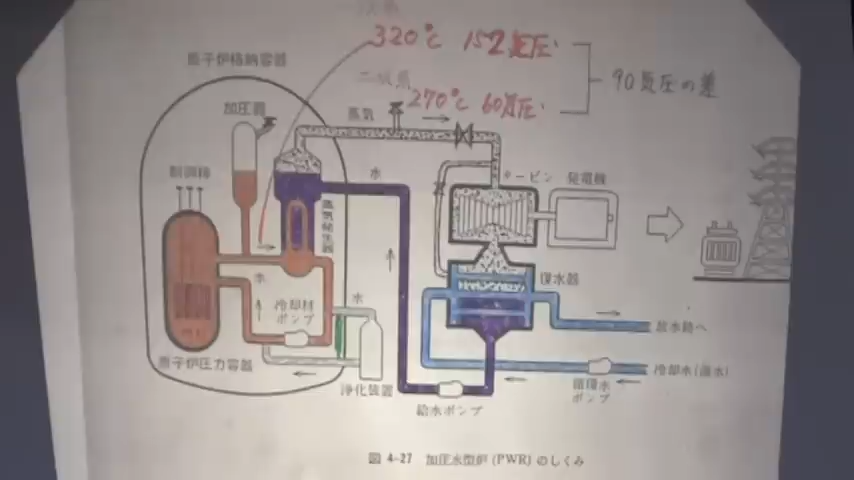 320℃ 152気圧
二次系
270℃ 60気圧
90気圧の差
原子炉格納容器
加圧器
蒸気
制御棒
水
タービン
発電機
蒸気発生器
復水器
水
冷却材ポンプ
水
放水路へ
原子炉圧力容器
浄化装置
給水ポンプ
循環水ポンプ
冷却水(海水)
図 4-27 加圧水型炉(PWR)のしくみ